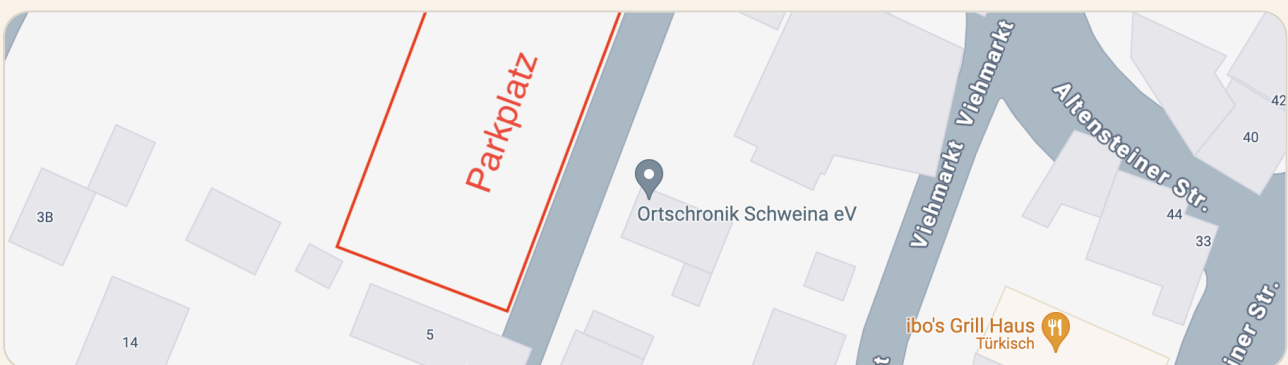 Parkplatz
Viehmarkt
Viehmarkt
Altensteiner Str.
42
40
3B
Ortschronik Schweina eV
44
33
14
5
ibo's Grill Haus
Türkisch
iner Str.
t